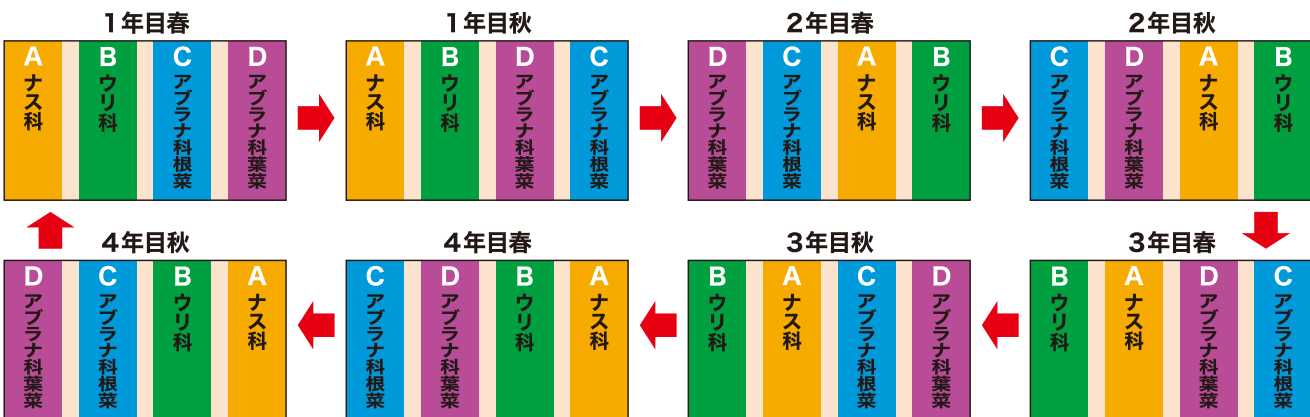 1年目春
A ナス科
B ウリ科
C アブラナ科根菜
D アブラナ科葉菜
1年目秋
A ナス科
B ウリ科
D アブラナ科葉菜
C アブラナ科根菜
2年目春
D アブラナ科葉菜
C アブラナ科根菜
A ナス科
B ウリ科
2年目秋
C アブラナ科根菜
D アブラナ科葉菜
A ナス科
B ウリ科
3年目春
B ウリ科
A ナス科
D アブラナ科葉菜
C アブラナ科根菜
3年目秋
B ウリ科
A ナス科
C アブラナ科根菜
D アブラナ科葉菜
4年目春
C アブラナ科根菜
D アブラナ科葉菜
B ウリ科
A ナス科
4年目秋
D アブラナ科葉菜
C アブラナ科根菜
B ウリ科
A ナス科